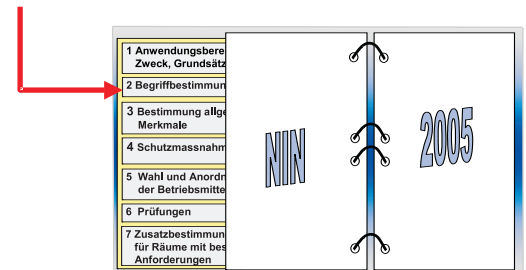 1 Anwendungsbere
Zweck, Grundsätz
2 Begriffbestimmun
3 Bestimmung allge
Merkmale
4 Schutzmassnahm
5 Wahl und Anordn
der Betriebsmitte
6 Prüfungen
7 Zusatzbestimmun
für Räume mit bes
Anforderungen
NIN
2005